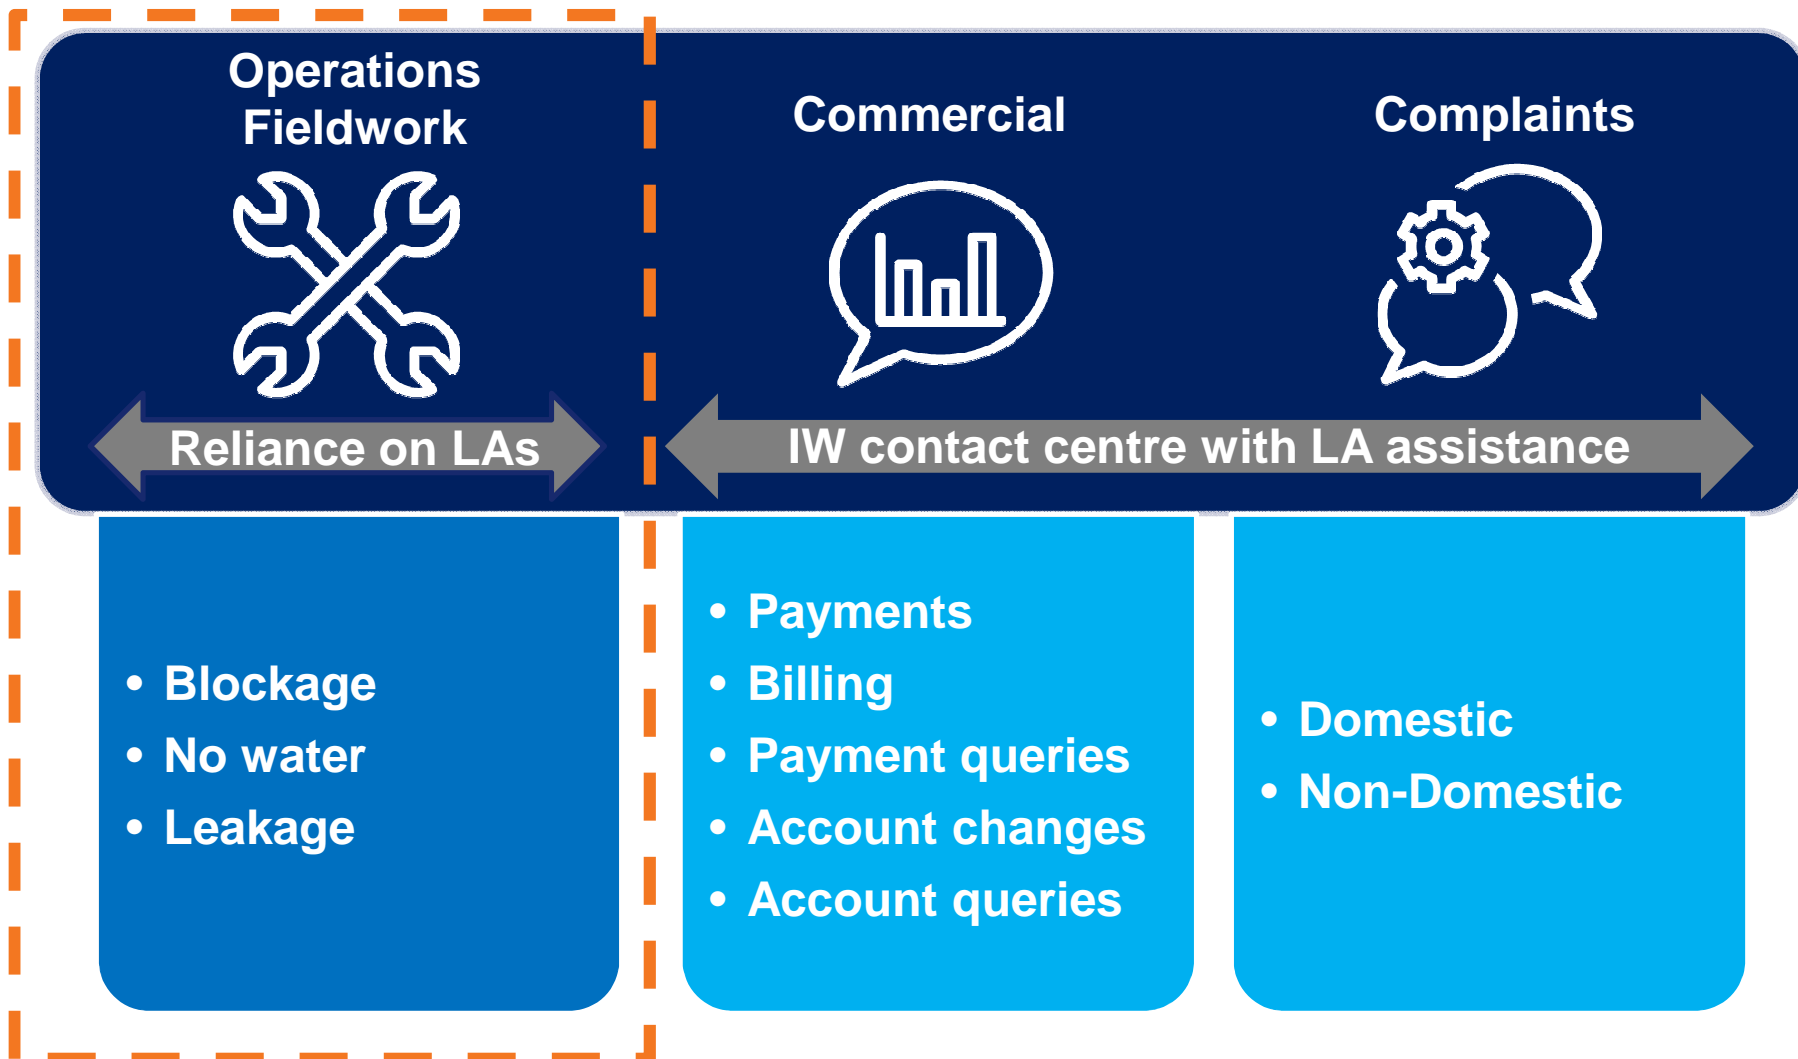 Operations
Fieldwork
Commercial
Complaints
Reliance on LAs
IW contact centre with LA assistance
• Blockage
• No water
• Leakage
• Payments
• Billing
• Payment queries
• Account changes
• Account queries
• Domestic
• Non-Domestic